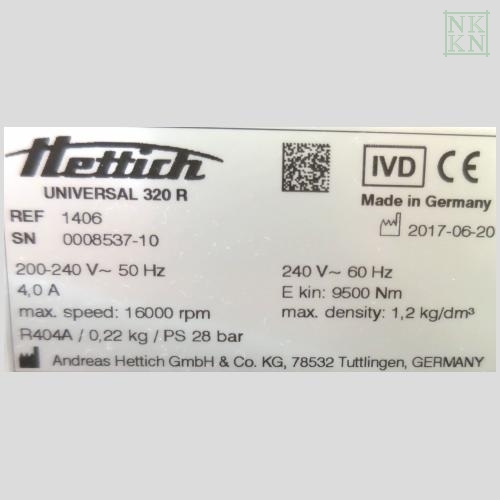 NK
KN
Hettich
UNIVERSAL 320 R
IVD CE
Made in Germany
REF 1406
2017-06-20
SN 0008537-10
200-240 V~ 50 Hz 240 V~ 60 Hz
4,0 A E kin: 9500 Nm
max. speed: 16000 rpm max. density: 1,2 kg/dm³
R404A / 0,22 kg / PS 28 bar
Andreas Hettich GmbH & Co. KG, 78532 Tuttlingen, GERMANY